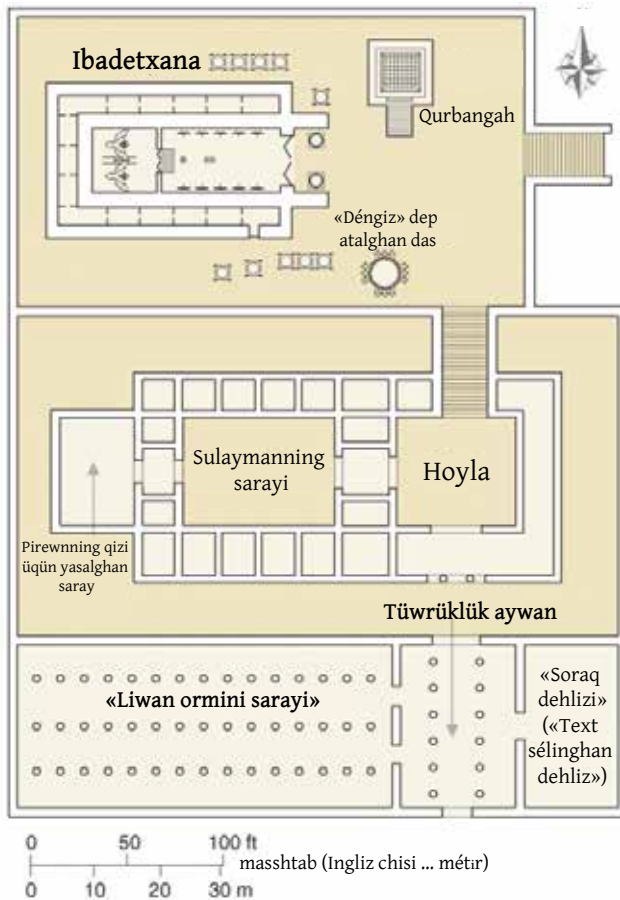 Ibadetxana
Qurbangah
«Déngiz» dep
atalghan das
Sulaymanning
sarayi
Hoyla
Pirewnning qizi
üqün yasalghan
saray
Tüwrüklük aywan
«Liwan ormini sarayi»
«Soraq
dehlizi»
(«Text
sélinghan
dehliz»)
0 50 100 ft
masshtab (Ingliz chisi ... métır)
0 10 20 30 m